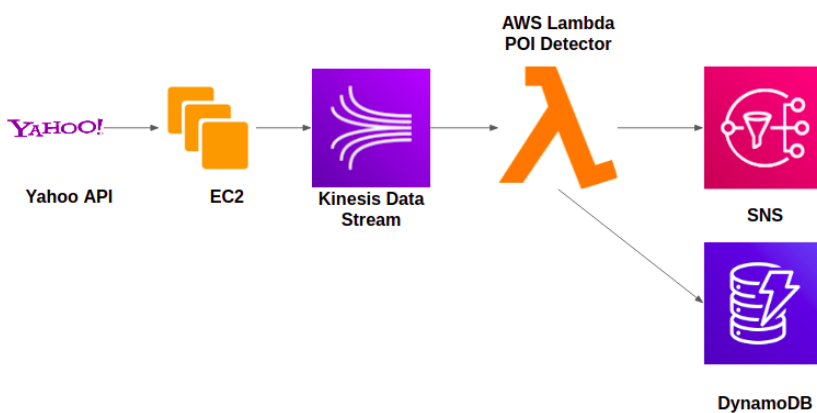 AWS Lambda
POI Detector
YAHOO!
Yahoo API
EC2
Kinesis Data
Stream
SNS
DynamoDB